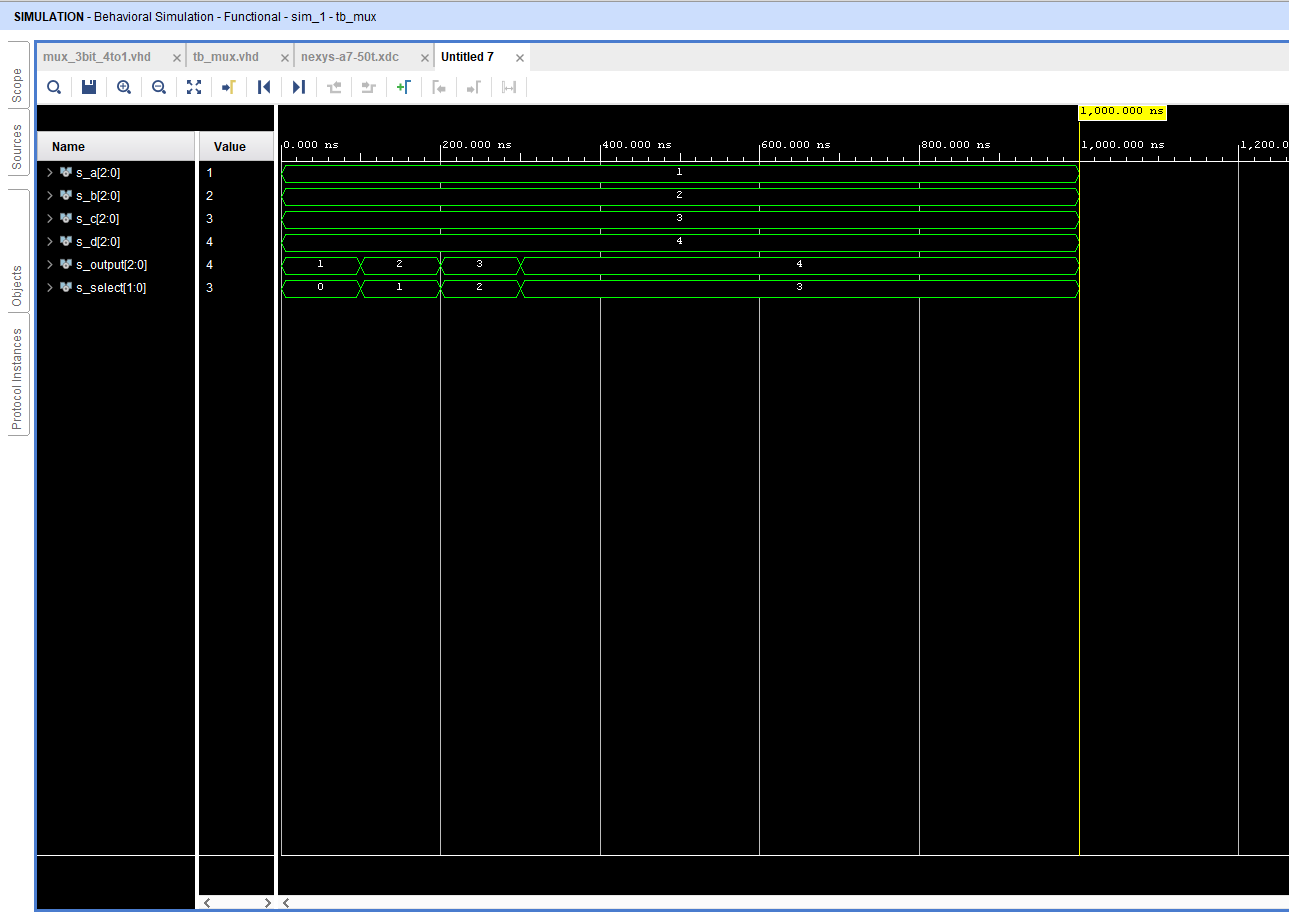 SIMULATION - Behavioral Simulation - Functional - sim_1 - tb_mux
mux_3bit_4to1.vhd tb_mux.vhd nexys-a7-50t.xdc Untitled 7
Scope
Sources
Objects
Protocol Instances
1,000.000 ns
Name Value
0.000 ns 200.000 ns 400.000 ns 600.000 ns 800.000 ns 1,000.000 ns 1,200.0
s_a[2:0] 1 1
s_b[2:0] 2 2
s_c[2:0] 3 3
s_d[2:0] 4 4
s_output[2:0] 4 1 2 3 4
s_select[1:0] 3 0 1 2 3